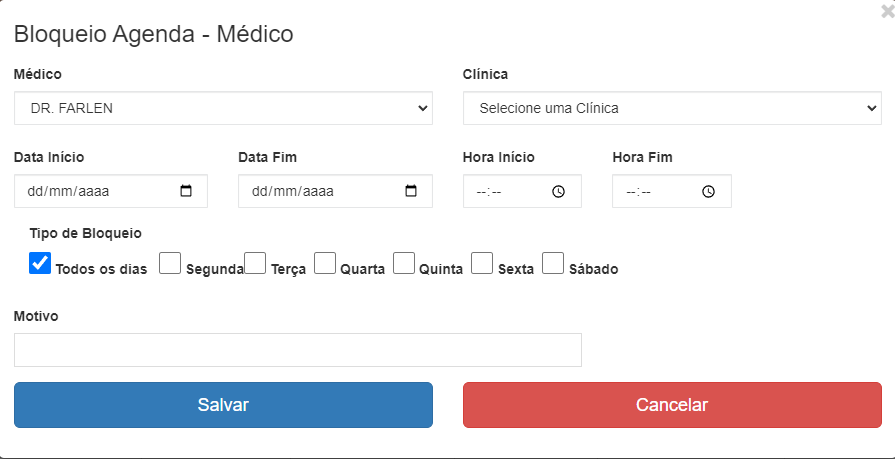 Bloqueio Agenda - Médico
Médico Clínica
DR. FARLEN Selecione uma Clínica
Data Início Data Fim Hora Início Hora Fim
dd/mm/aaaa dd/mm/aaaa --:-- --:--
Tipo de Bloqueio
Todos os dias Segunda Terça Quarta Quinta Sexta Sábado
Motivo
Salvar Cancelar